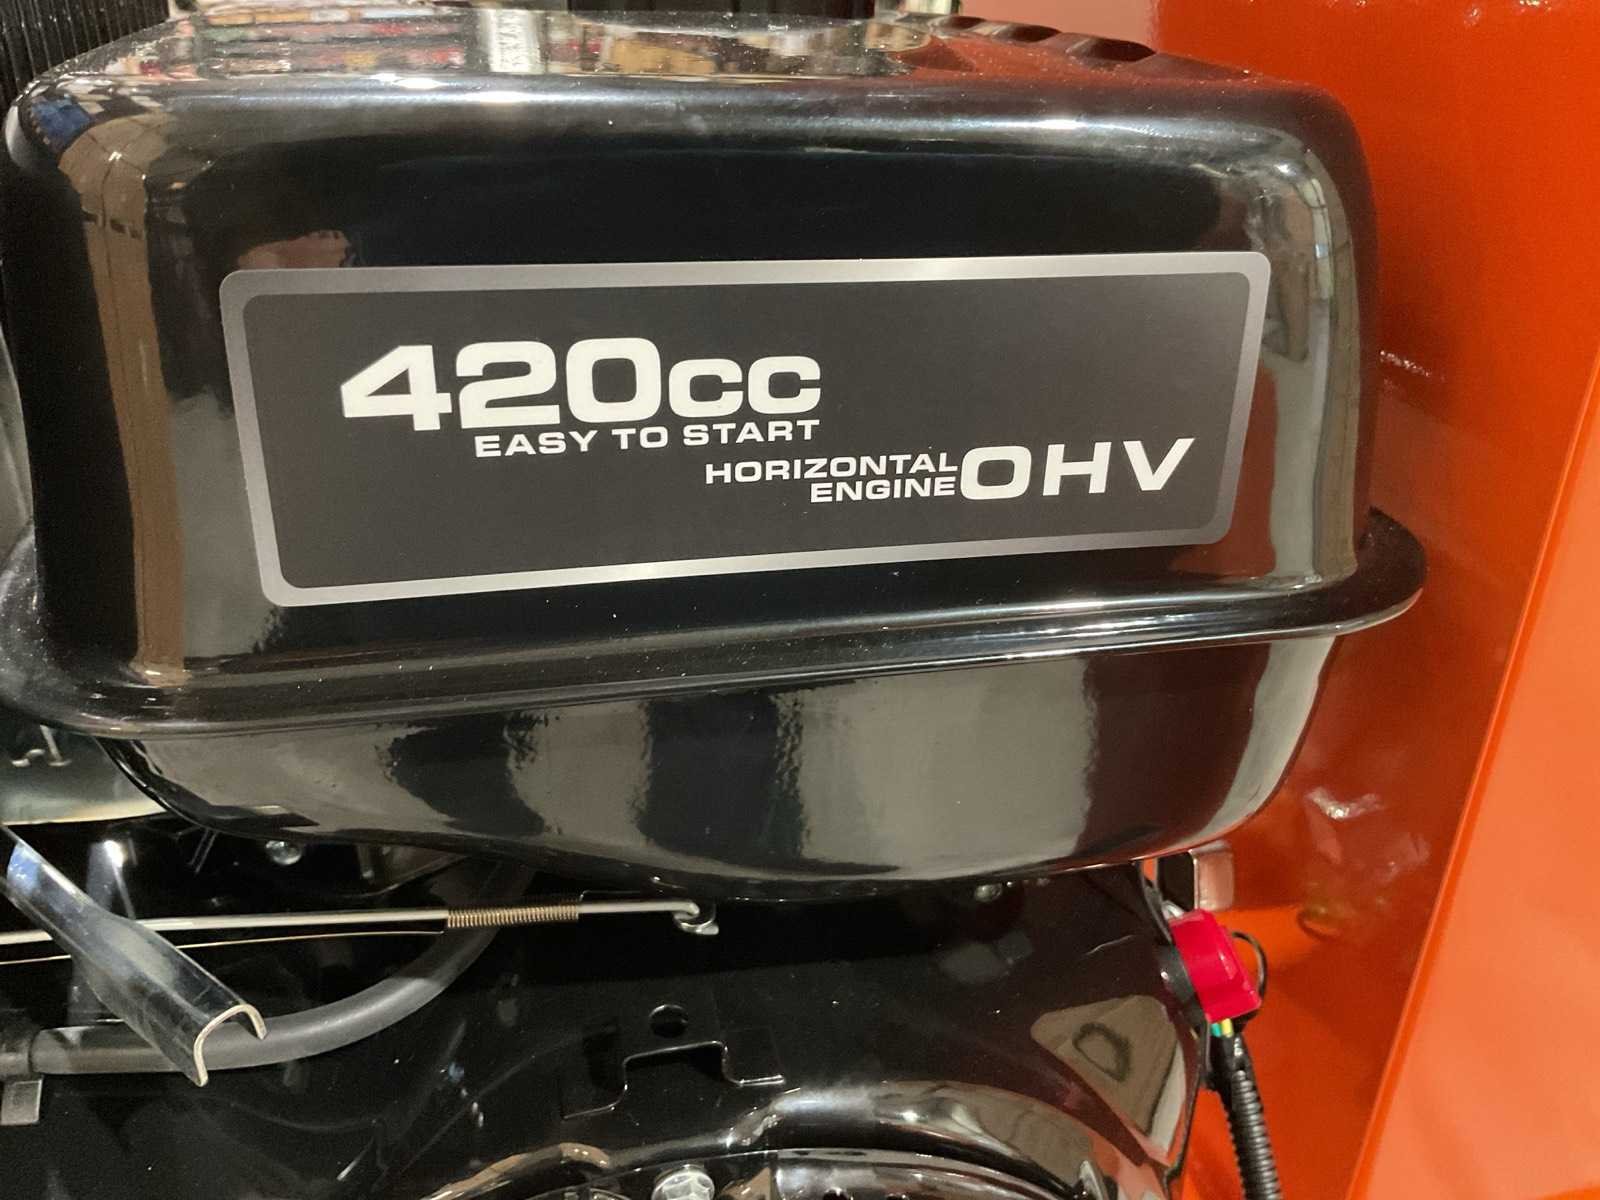 420cc
EASY TO START
HORIZONTAL
ENGINE OHV